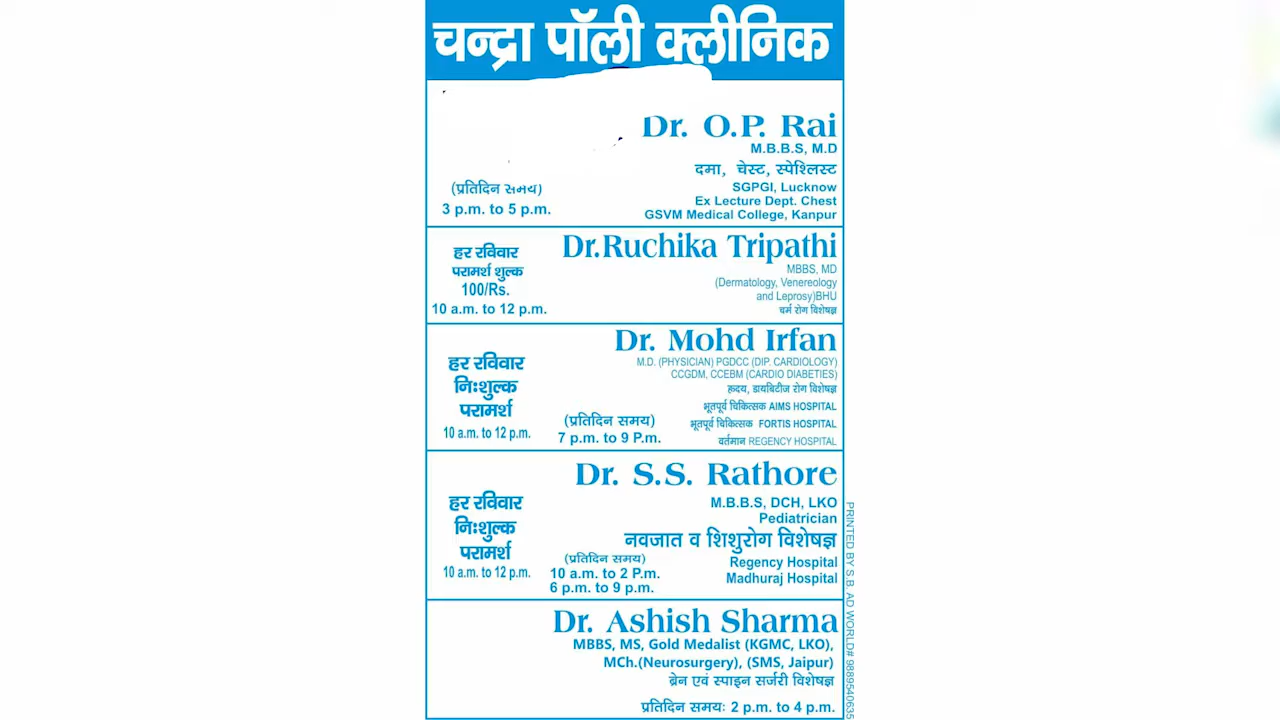 चन्द्रा पॉली क्लीनिक
Dr. O.P. Rai
M.B.B.S, M.D
दमा, चेस्ट, स्पेश्लिस्ट
SGPGI, Lucknow
Ex Lecture Dept. Chest
GSVM Medical College, Kanpur
(प्रतिदिन समय)
3 p.m. to 5 p.m.
हर रविवार
परामर्श शुल्क
100/Rs.
10 a.m. to 12 p.m.
Dr.Ruchika Tripathi
MBBS, MD
(Dermatology, Venereology
and Leprosy)BHU
चर्म रोग विशेषज्ञ
हर रविवार
निःशुल्क
परामर्श
10 a.m. to 12 p.m.
Dr. Mohd Irfan
M.D. (PHYSICIAN) PGDCC (DIP. CARDIOLOGY)
CCGDM, CCEBM (CARDIO DIABETIES)
हृदय, डायबिटीज रोग विशेषज्ञ
भूतपूर्व चिकित्सक AIMS HOSPITAL
भूतपूर्व चिकित्सक FORTIS HOSPITAL
वर्तमान REGENCY HOSPITAL
(प्रतिदिन समय)
7 p.m. to 9 P.m.
हर रविवार
निःशुल्क
परामर्श
10 a.m. to 12 p.m.
Dr. S.S. Rathore
M.B.B.S, DCH, LKO
Pediatrician
नवजात व शिशुरोग विशेषज्ञ
Regency Hospital
Madhuraj Hospital
(प्रतिदिन समय)
10 a.m. to 2 P.m.
6 p.m. to 9 p.m.
Dr. Ashish Sharma
MBBS, MS, Gold Medalist (KGMC, LKO),
MCh.(Neurosurgery), (SMS, Jaipur)
ब्रेन एवं स्पाइन सर्जरी विशेषज्ञ
प्रतिदिन समयः 2 p.m. to 4 p.m.
PRINTED BY S.B. AD WORLD# 9889540635